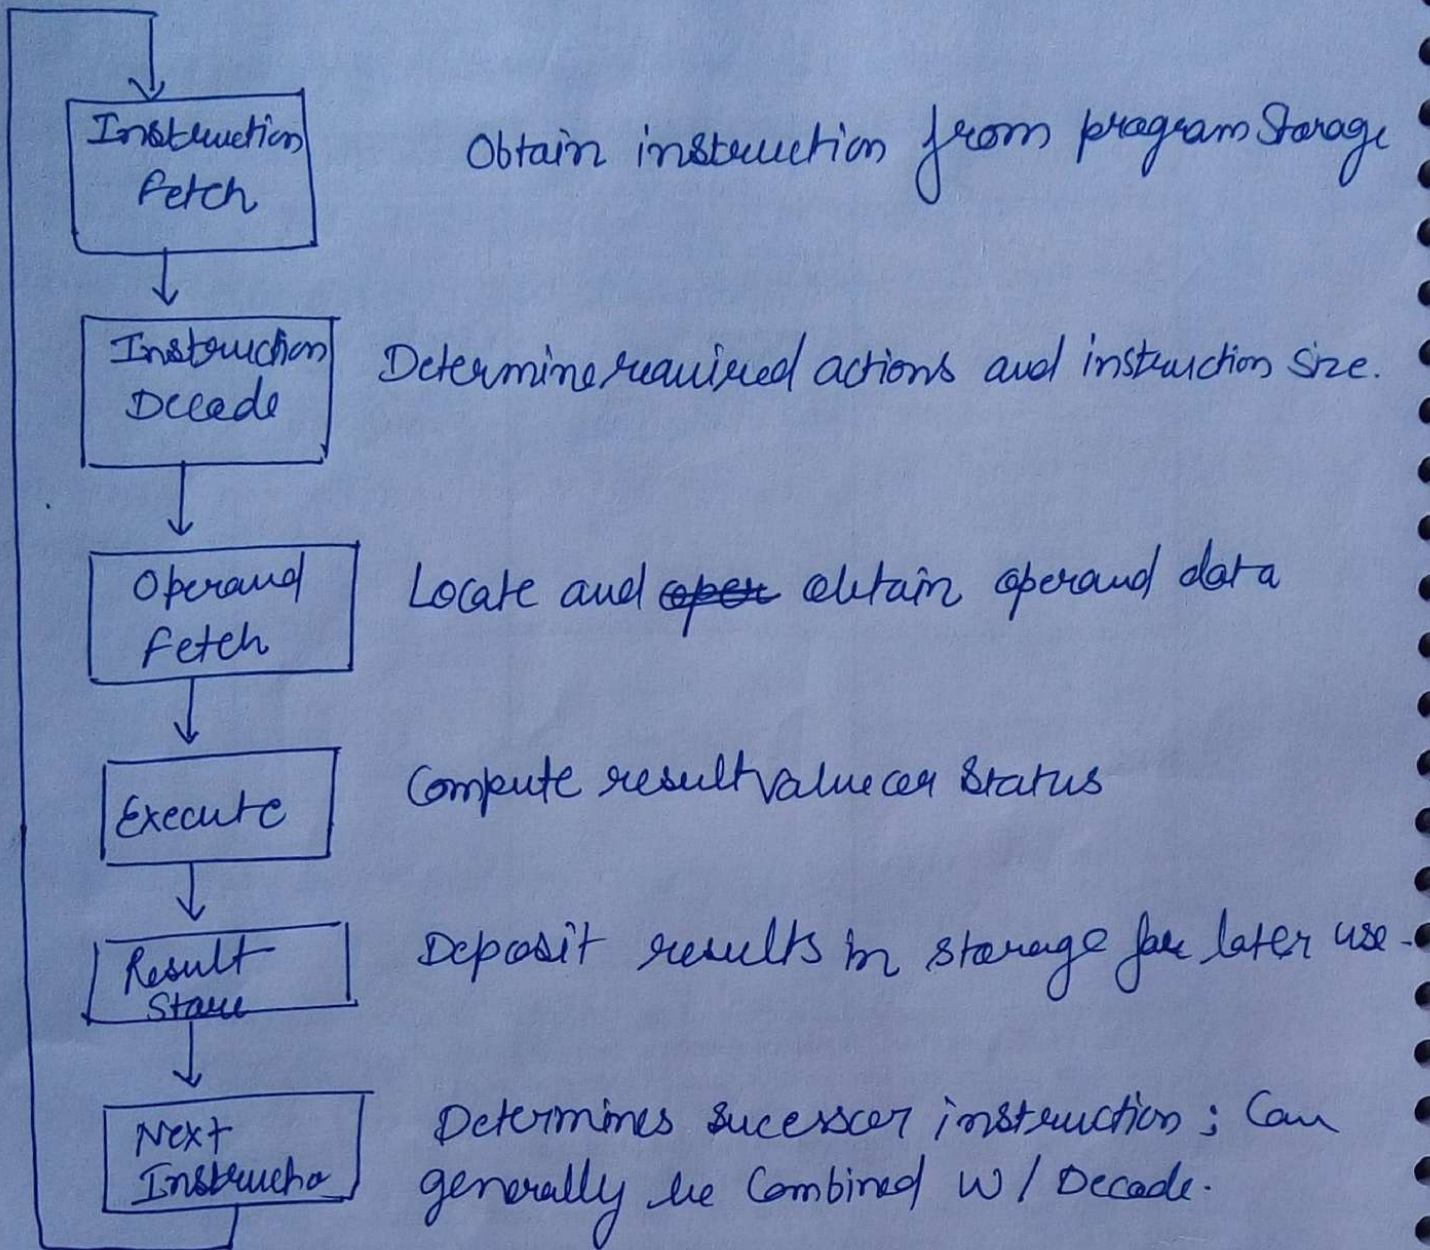 Instruction
Fetch
Obtain instruction from program Storage
Instruction
Decode
Determine required actions and instruction Size.
Operand
Fetch
Locate and oper obtain operand data
Execute
Compute result value or Status
Result
Store
Deposit results in storage for later use.
Next
Instructio
Determines Sucessor instruction; Can
generally be Combined W/ Decode.